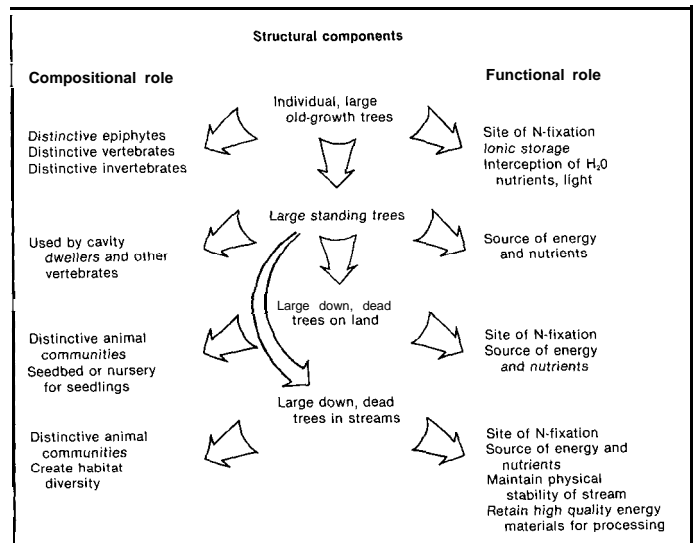 Structural components
Compositional role
Functional role
Individual, large
old-growth trees
Distinctive epiphytes
Distinctive vertebrates
Distinctive invertebrates
Site of N-fixation
Ionic storage
Interception of H₂O
nutrients, light
Large standing trees
Used by cavity
dwellers and other
vertebrates
Source of energy
and nutrients
Large down, dead
trees on land
Distinctive animal
communities
Seedbed or nursery
for seedlings
Site of N-fixation
Source of energy
and nutrients
Large down, dead
trees in streams
Distinctive animal
communities
Create habitat
diversity
Site of N-fixation
Source of energy and
nutrients
Maintain physical
stability of stream
Retain high quality energy
materials for processing